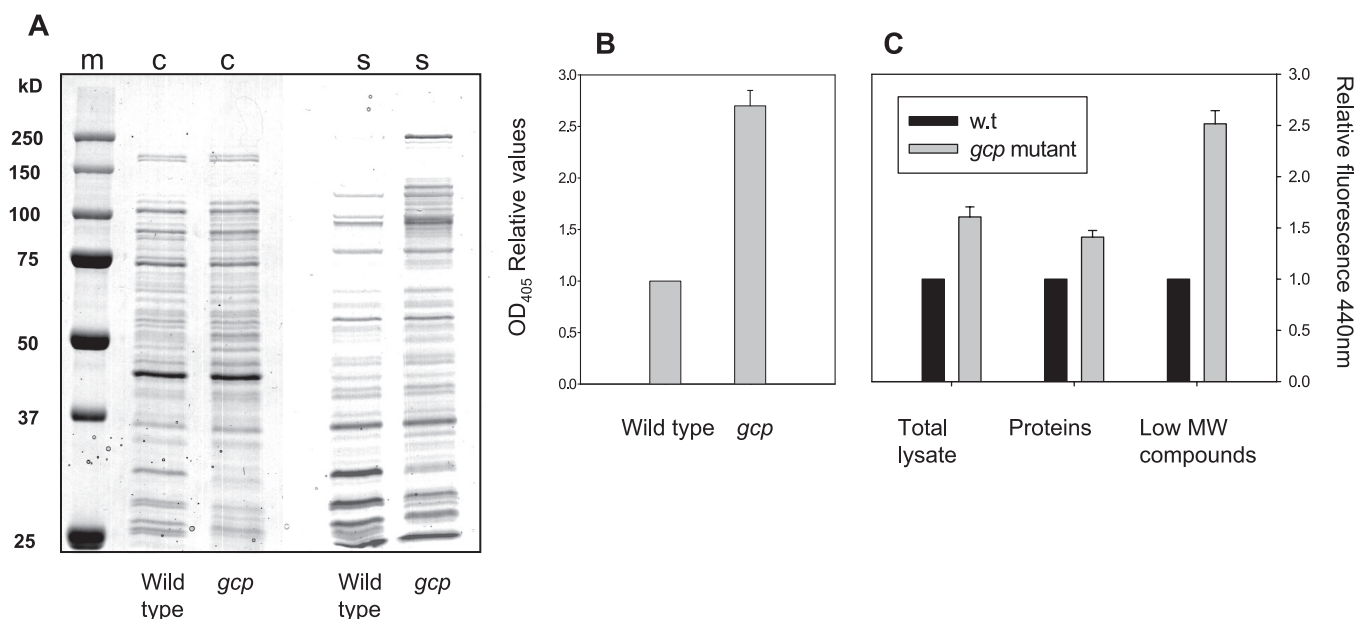 A
m c c s s
kD
250
150
100
75
50
37
25
Wild type
gcp
Wild type
gcp
B
OD405 Relative values
3.0
2.5
2.0
1.5
1.0
0.5
0.0
Wild type gcp
C
w.t
gcp mutant
3.0
2.5
2.0
1.5
1.0
0.5
0.0
Relative fluorescence 440nm
Total
lysate
Proteins
Low MW
compounds